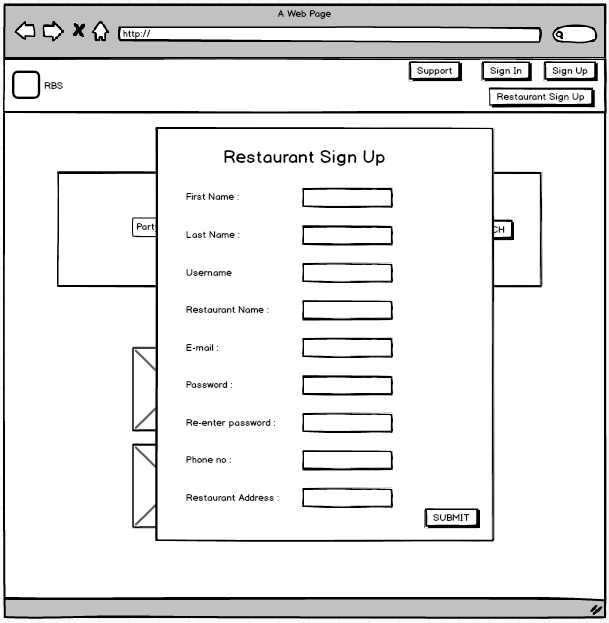 A Web Page
http://
RBS
Support
Sign In
Sign Up
Restaurant Sign Up
Restaurant Sign Up
First Name :
Last Name :
Party
CH
Username
Restaurant Name :
E-mail :
Password :
Re-enter password :
Phone no :
Restaurant Address :
SUBMIT